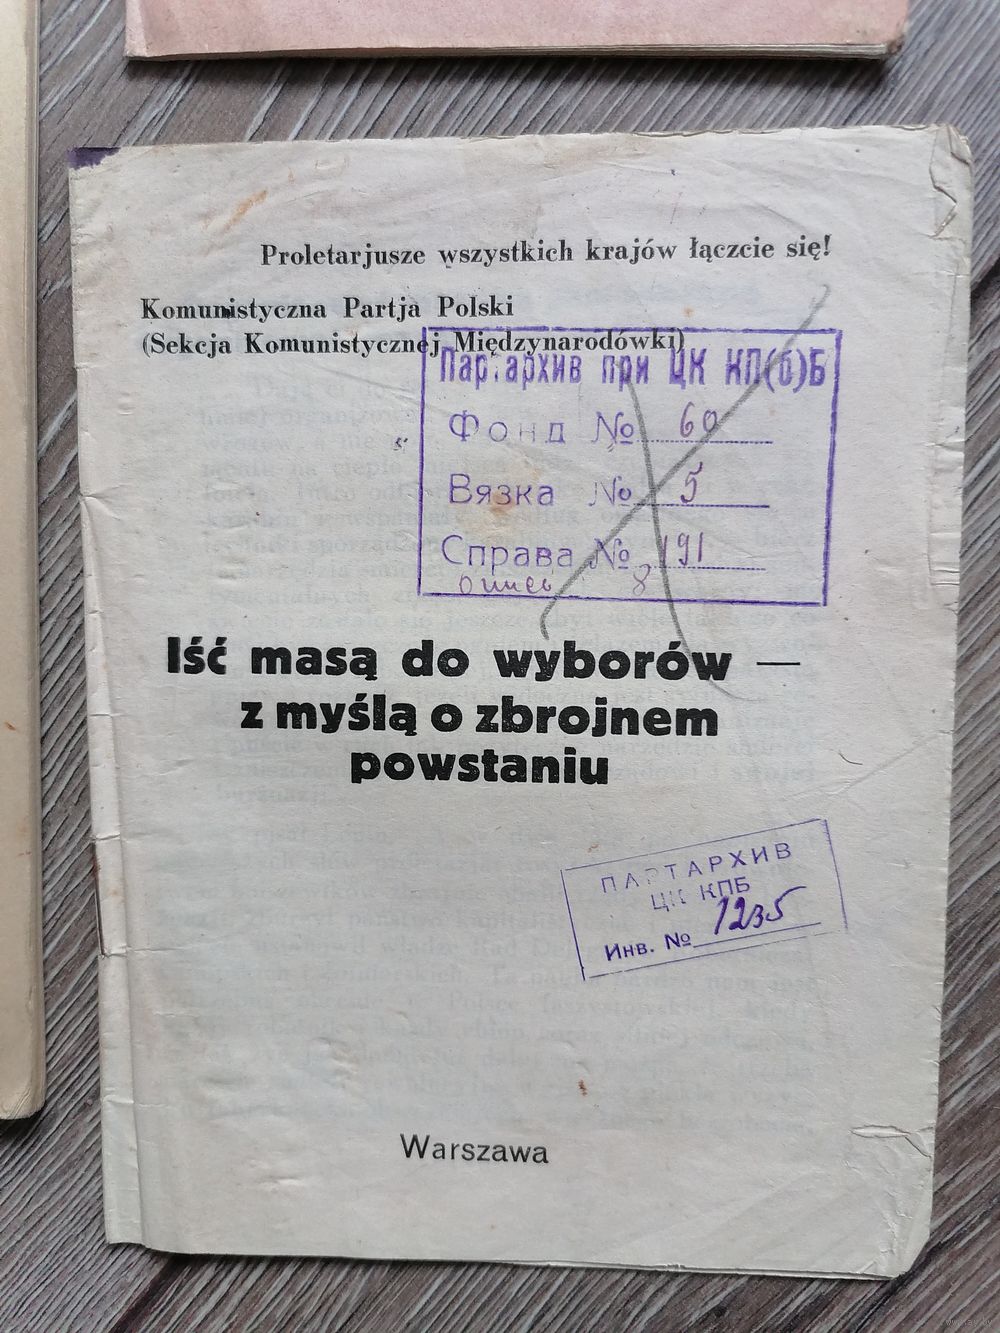 Proletarjusze wszystkich krajów łączcie się!
Komunistyczna Partja Polski
(Sekcja Komunistycznej Międzynarodówki)
Партархив при ЦК КП(б)Б
Фонд № 60
Вязка № 5
Справа № 191
опись 8
Iść masą do wyborów —
z myślą o zbrojnem
powstaniu
ПАРТАРХИВ
ЦК КПБ
Инв. № 1235
Warszawa